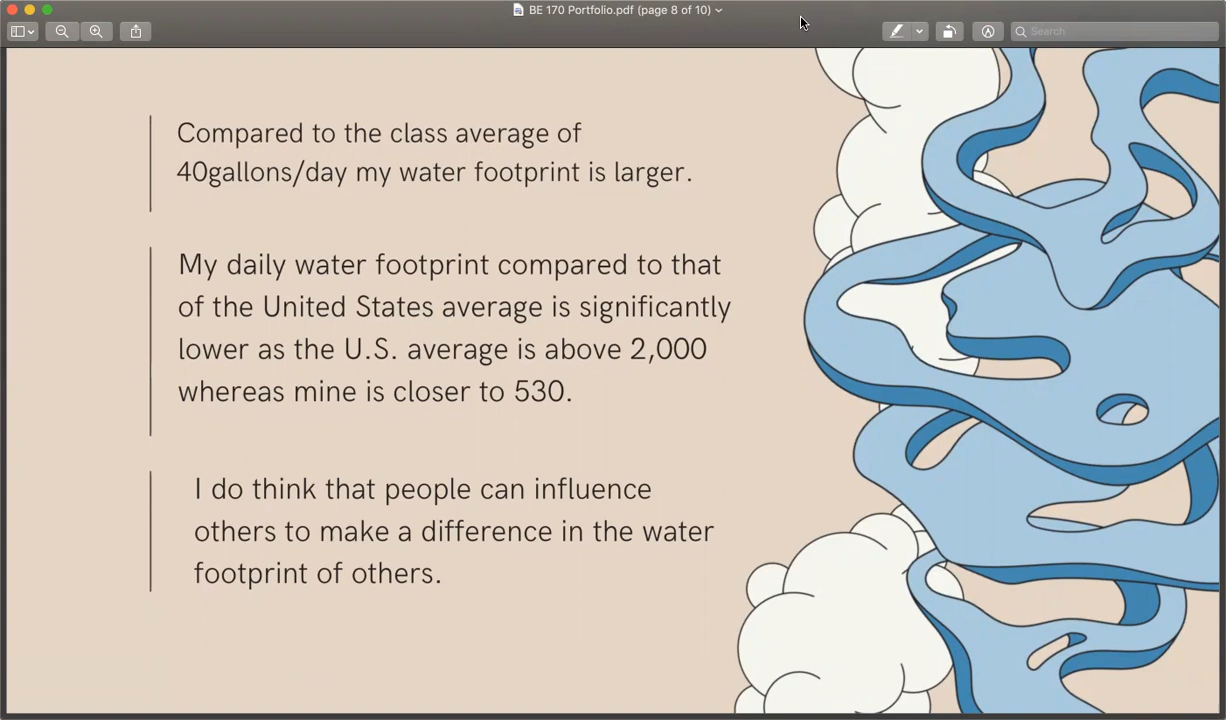 BE 170 Portfolio.pdf (page 8 of 10)
Search
Compared to the class average of
40gallons/day my water footprint is larger.
My daily water footprint compared to that
of the United States average is significantly
lower as the U.S. average is above 2,000
whereas mine is closer to 530.
I do think that people can influence
others to make a difference in the water
footprint of others.